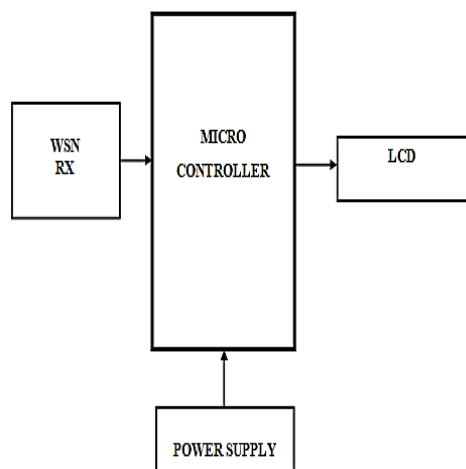 WSN
RX
MICRO
CONTROLLER
LCD
POWER SUPPLY